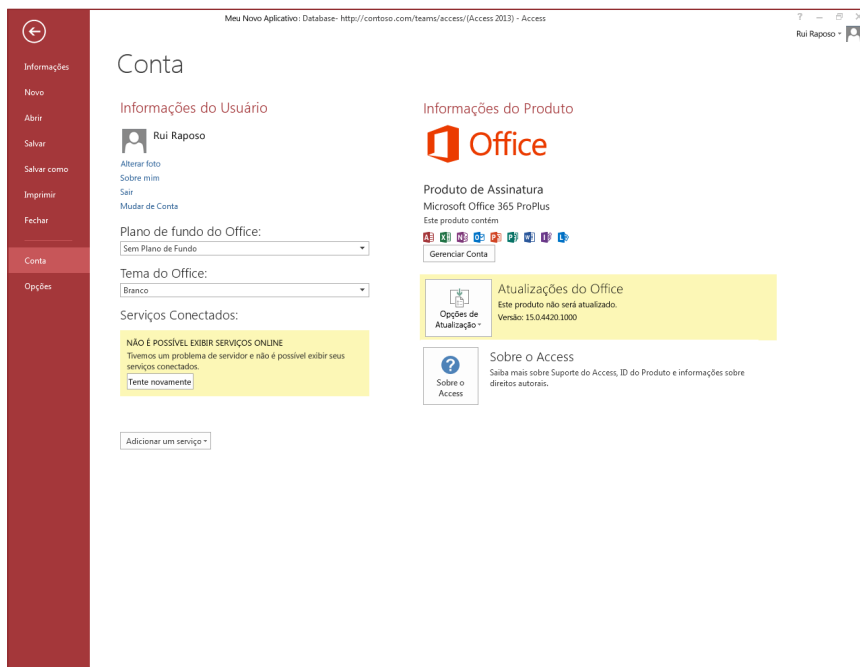 Meu Novo Aplicativo: Database- http://contoso.com/teams/access/(Access 2013) - Access
Rui Raposo
Informações
Novo
Abrir
Salvar
Salvar como
Imprimir
Fechar
Conta
Opções
Conta
Informações do Usuário
Rui Raposo
Alterar foto
Sobre mim
Sair
Mudar de Conta
Plano de fundo do Office:
Sem Plano de Fundo
Tema do Office:
Branco
Serviços Conectados:
NÃO É POSSÍVEL EXIBIR SERVIÇOS ONLINE
Tivemos um problema de servidor e não é possível exibir seus
serviços conectados.
Tente novamente
Adicionar um serviço
Informações do Produto
Office
Produto de Assinatura
Microsoft Office 365 ProPlus
Este produto contém
Gerenciar Conta
Opções de
Atualização
Atualizações do Office
Este produto não será atualizado.
Versão: 15.0.4420.1000
Sobre o
Access
Sobre o Access
Saiba mais sobre Suporte do Access, ID do Produto e informações sobre
direitos autorais.